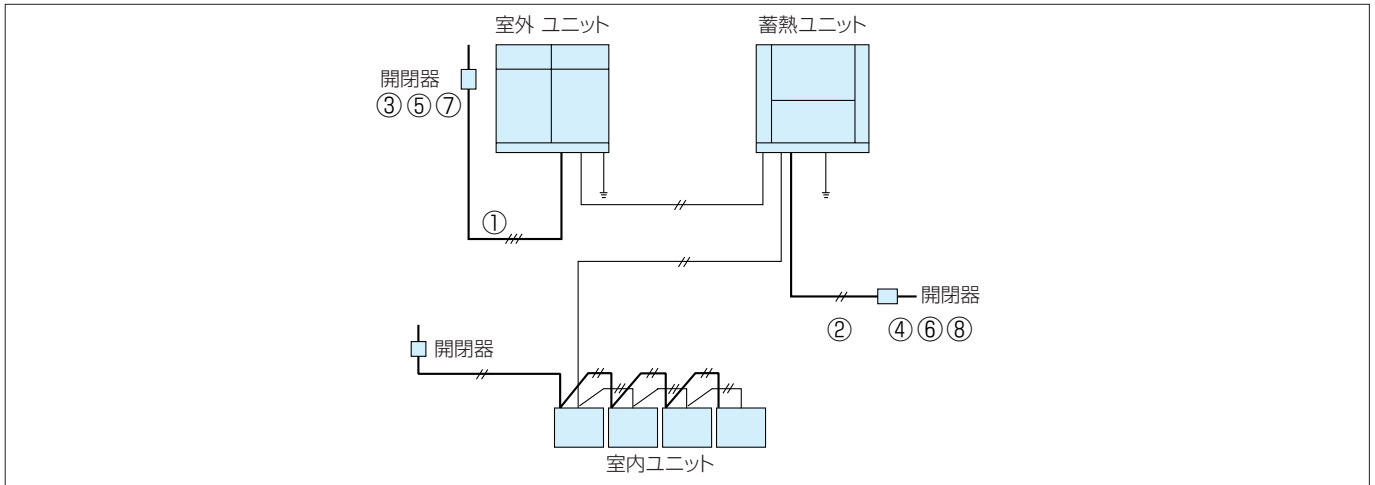 室外 ユニット
蓄熱ユニット
開閉器
③⑤⑦
①
開閉器
② ④⑥⑧
開閉器
室内ユニット